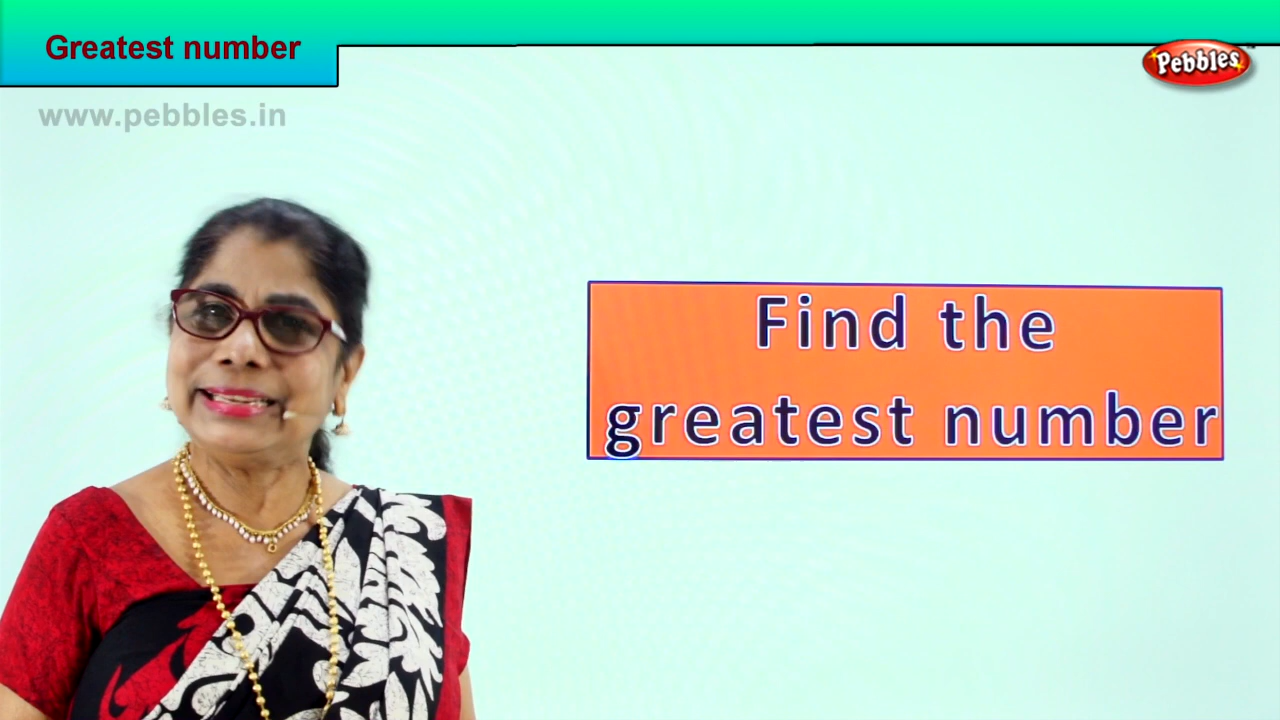 Greatest number
Pebbles
www.pebbles.in
Find the
greatest number